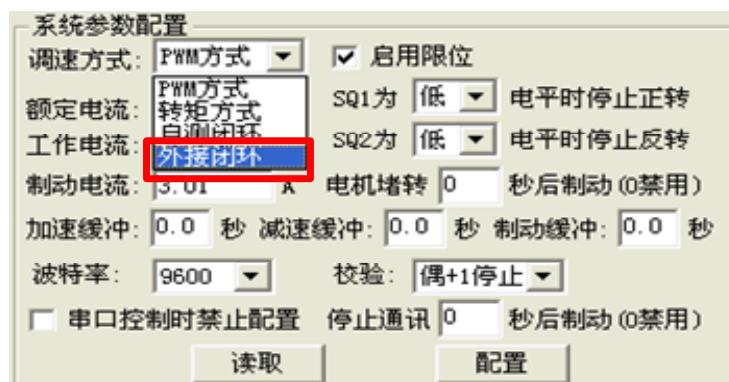 系统参数配置
调速方式: PWM方式 启用限位
PWM方式
转矩方式
自测闭环
外接闭环
额定电流: SQ1为 低 电平时停止正转
工作电流: SQ2为 低 电平时停止反转
制动电流: 3.01 A 电机堵转 0 秒后制动(0禁用)
加速缓冲: 0.0 秒 减速缓冲: 0.0 秒 制动缓冲: 0.0 秒
波特率: 9600 校验: 偶+1停止
串口控制时禁止配置 停止通讯 0 秒后制动(0禁用)
读取 配置